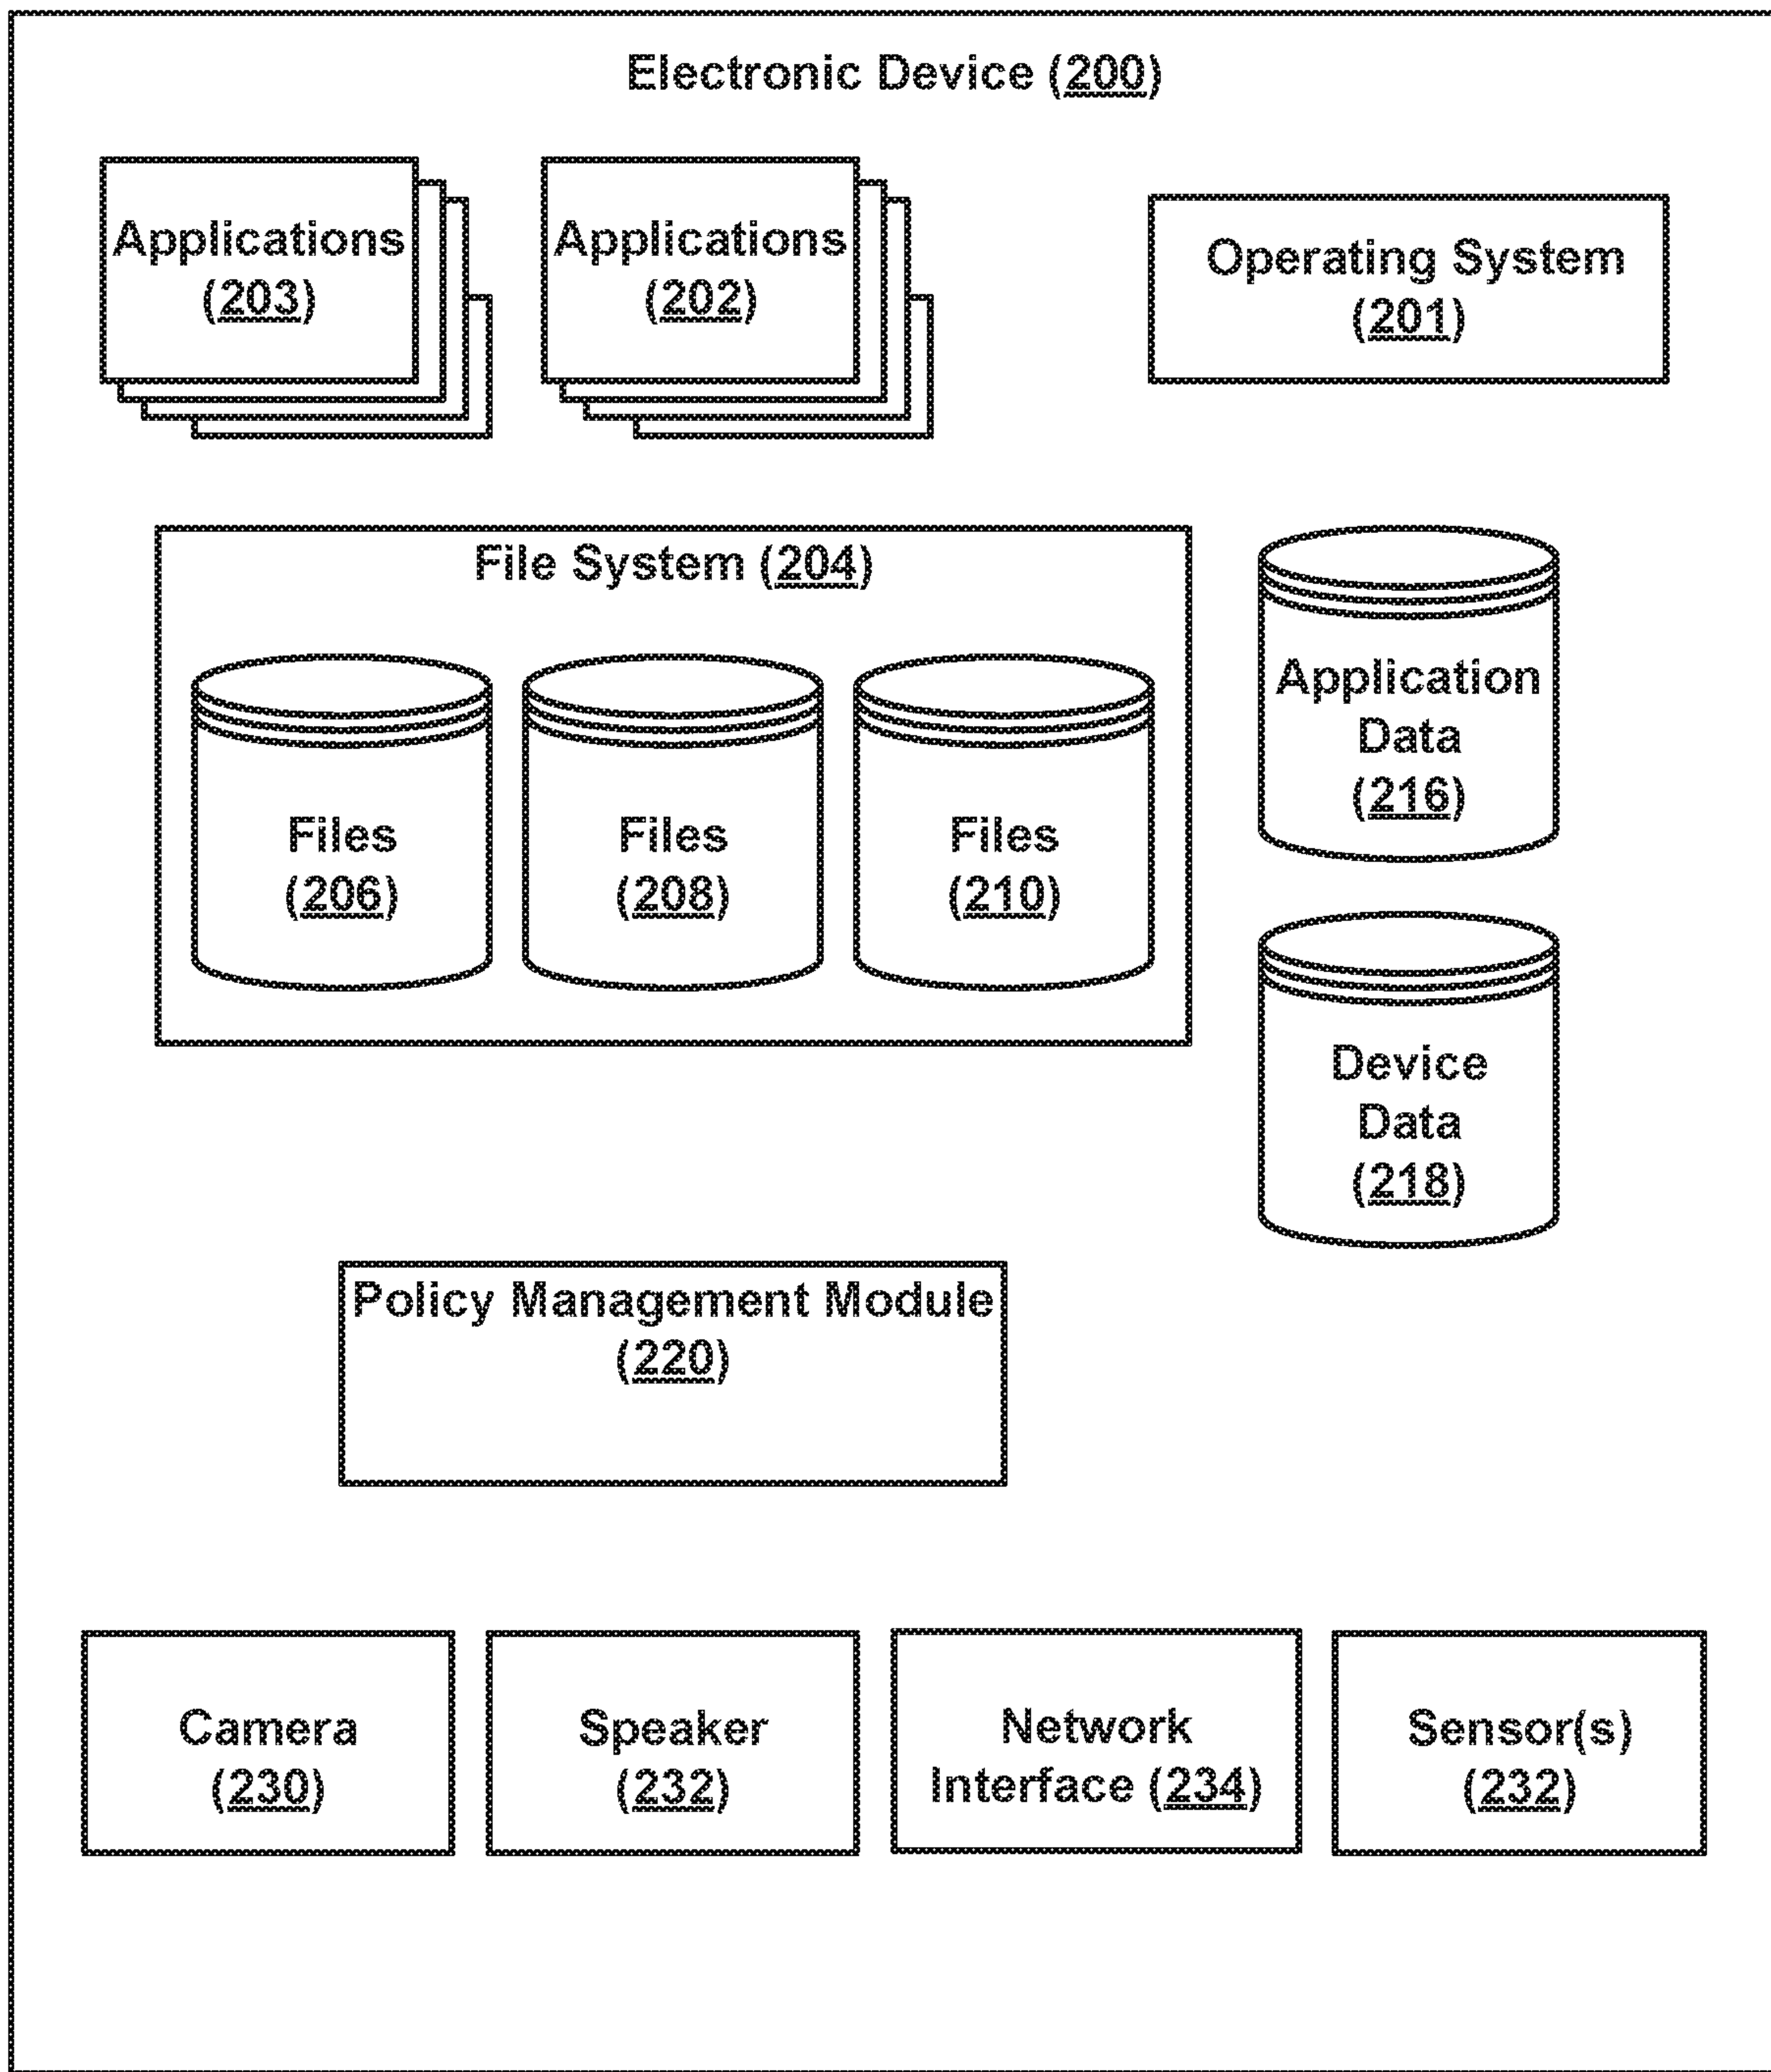 Electronic Device (200)
Applications
(203)
Applications
(202)
Operating System
(201)
File System (204)
Files
(206)
Files
(208)
Files
(210)
Application
Data
(216)
Device
Data
(218)
Policy Management Module
(220)
Camera
(230)
Speaker
(232)
Network
Interface (234)
Sensor(s)
(232)